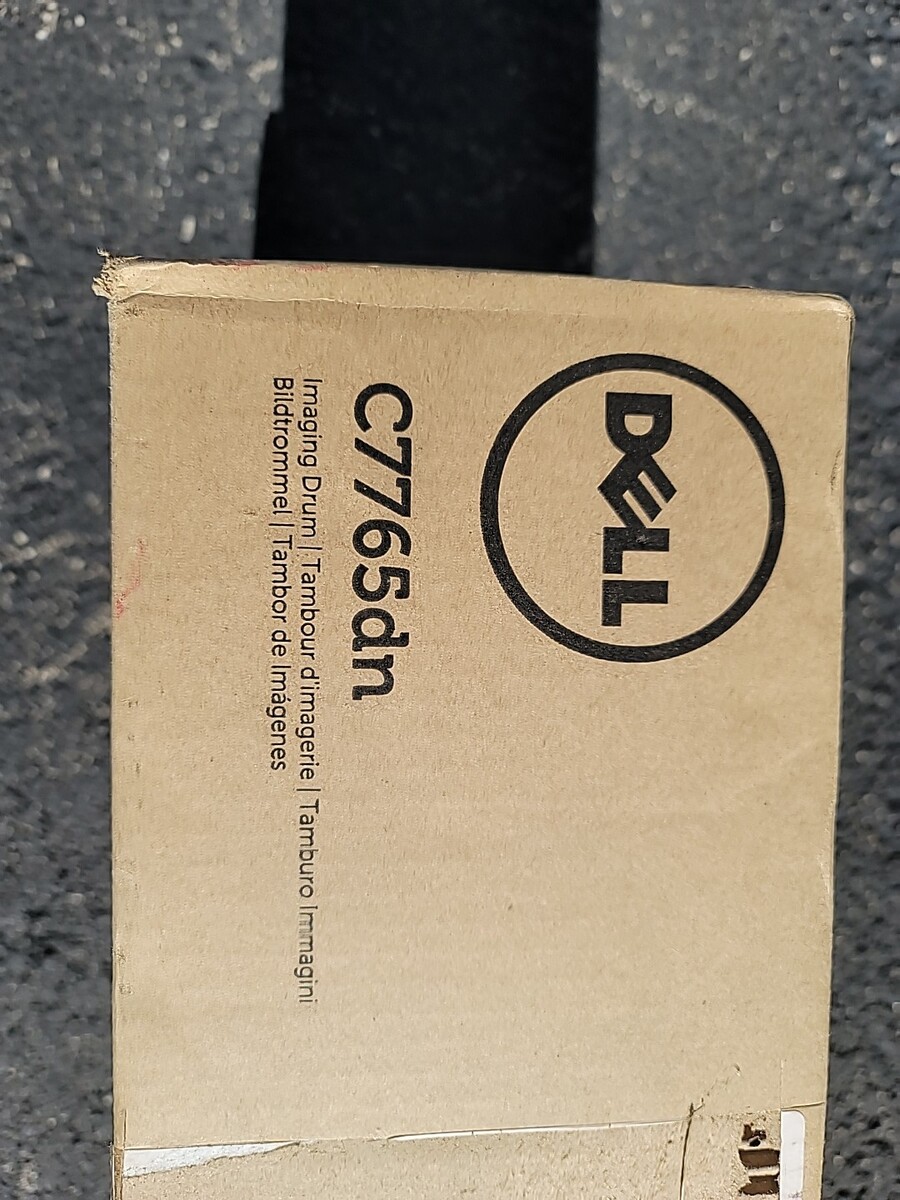 DELL
C7765dn
Imaging Drum | Tambour d'imagerie | Tamburo Immagini
Bildtrommel | Tambor de Imágenes